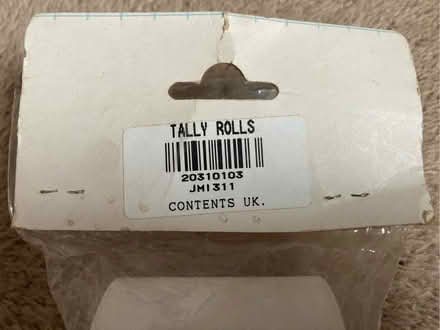 TALLY ROLLS
20310103
JM1311
CONTENTS UK.